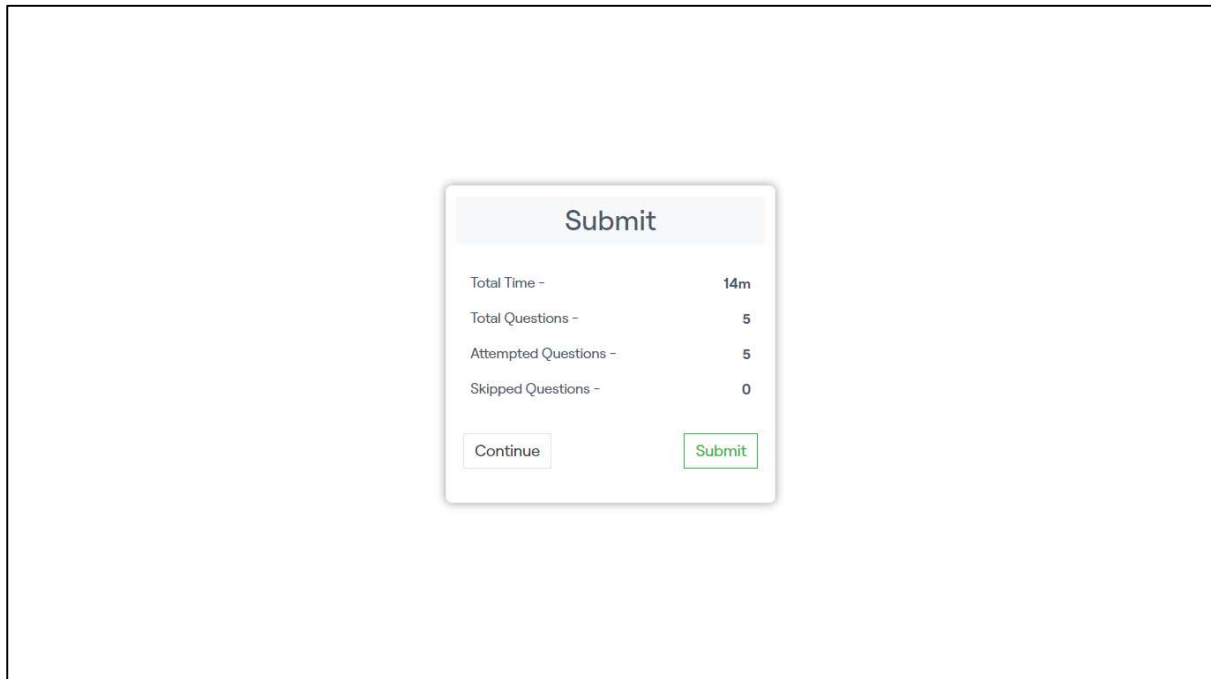 Submit
Total Time - 14m
Total Questions - 5
Attempted Questions - 5
Skipped Questions - 0
Continue Submit